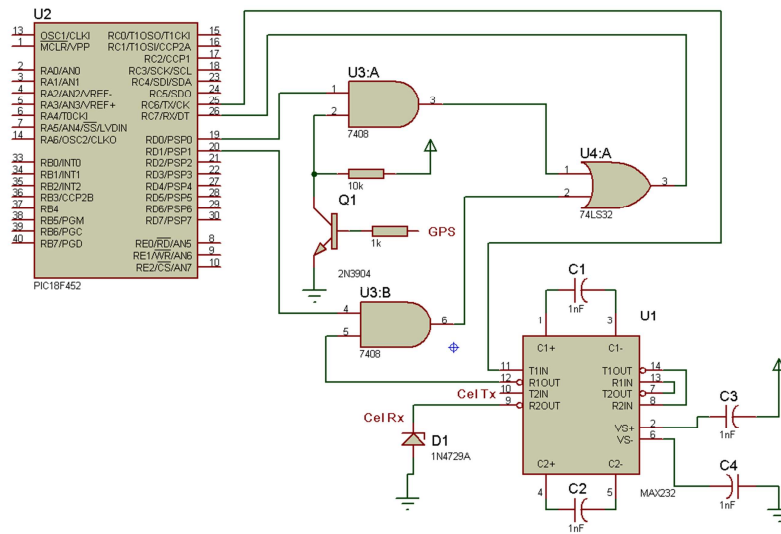 U2
13 OSC1/CLKI RC0/T1OSO/T1CKI 15
1 MCLR/VPP RC1/T1OSI/CCP2A 16
RC2/CCP1 17
2 RA0/AN0 RC3/SCK/SCL 18
3 RA1/AN1 RC4/SDI/SDA 23
4 RA2/AN2/VREF- RC5/SDO 24
5 RA3/AN3/VREF+ RC6/TX/CK 25
6 RA4/T0CKI RC7/RX/DT 26
7 RA5/AN4/SS/LVDIN
14 RA6/OSC2/CLKO RD0/PSP0 19
RD1/PSP1 20
33 RB0/INT0 RD2/PSP2 21
34 RB1/INT1 RD3/PSP3 22
35 RB2/INT2 RD4/PSP4 27
36 RB3/CCP2B RD5/PSP5 28
37 RB4 RD6/PSP6 29
38 RB5/PGM RD7/PSP7 30
39 RB6/PGC
40 RB7/PGD RE0/RD/AN5 8
RE1/WR/AN6 9
RE2/CS/AN7 10
PIC18F452
U3:A
1
2
3
7408
10k
Q1
1k
GPS
2N3904
U4:A
1
2
3
74LS32
U3:B
4
5
6
7408
C1
1nF
U1
1 3
C1+ C1-
11 T1IN T1OUT 14
12 R1OUT R1IN 13
Cel Tx 10 T2IN T2OUT 7
9 R2OUT R2IN 8
VS+ 2
VS- 6
C2+ C2-
4 5
MAX232
Cel Rx
D1
1N4729A
C2
1nF
C3
1nF
C4
1nF